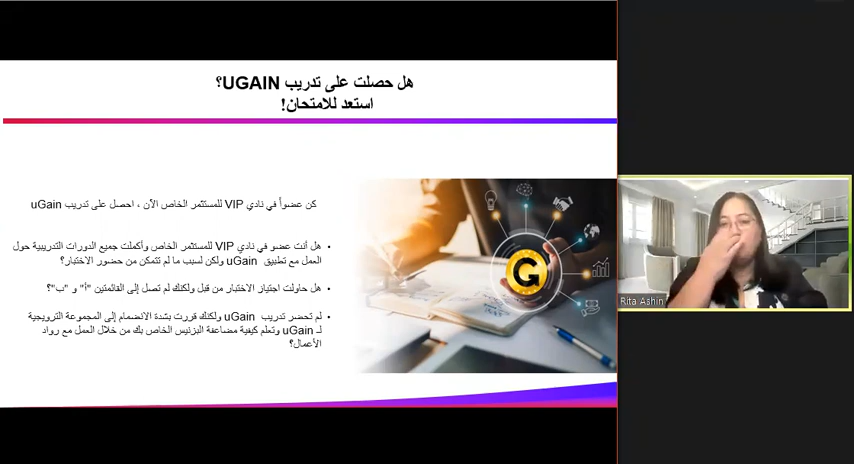 هل حصلت على تدريب UGAIN؟
استعد للامتحان!
كن عضواً في نادي VIP للمستثمر الخاص الآن ، احصل على تدريب uGain
• هل أنت عضو في نادي VIP للمستثمر الخاص وأكملت جميع الدورات التدريبية حول
العمل مع تطبيق uGain ولكن لسبب ما لم تتمكن من حضور الاختبار؟
• هل حاولت اجتياز الاختبار من قبل ولكنك لم تصل إلى القائمتين "أ" و "ب"؟
• لم تحضر تدريب uGain ولكنك قررت بشدة الانضمام إلى المجموعة الترويجية
لـ uGain وتعلم كيفية مضاعفة البزنيس الخاص بك من خلال العمل مع رواد
الأعمال؟
G
Rita Ashin